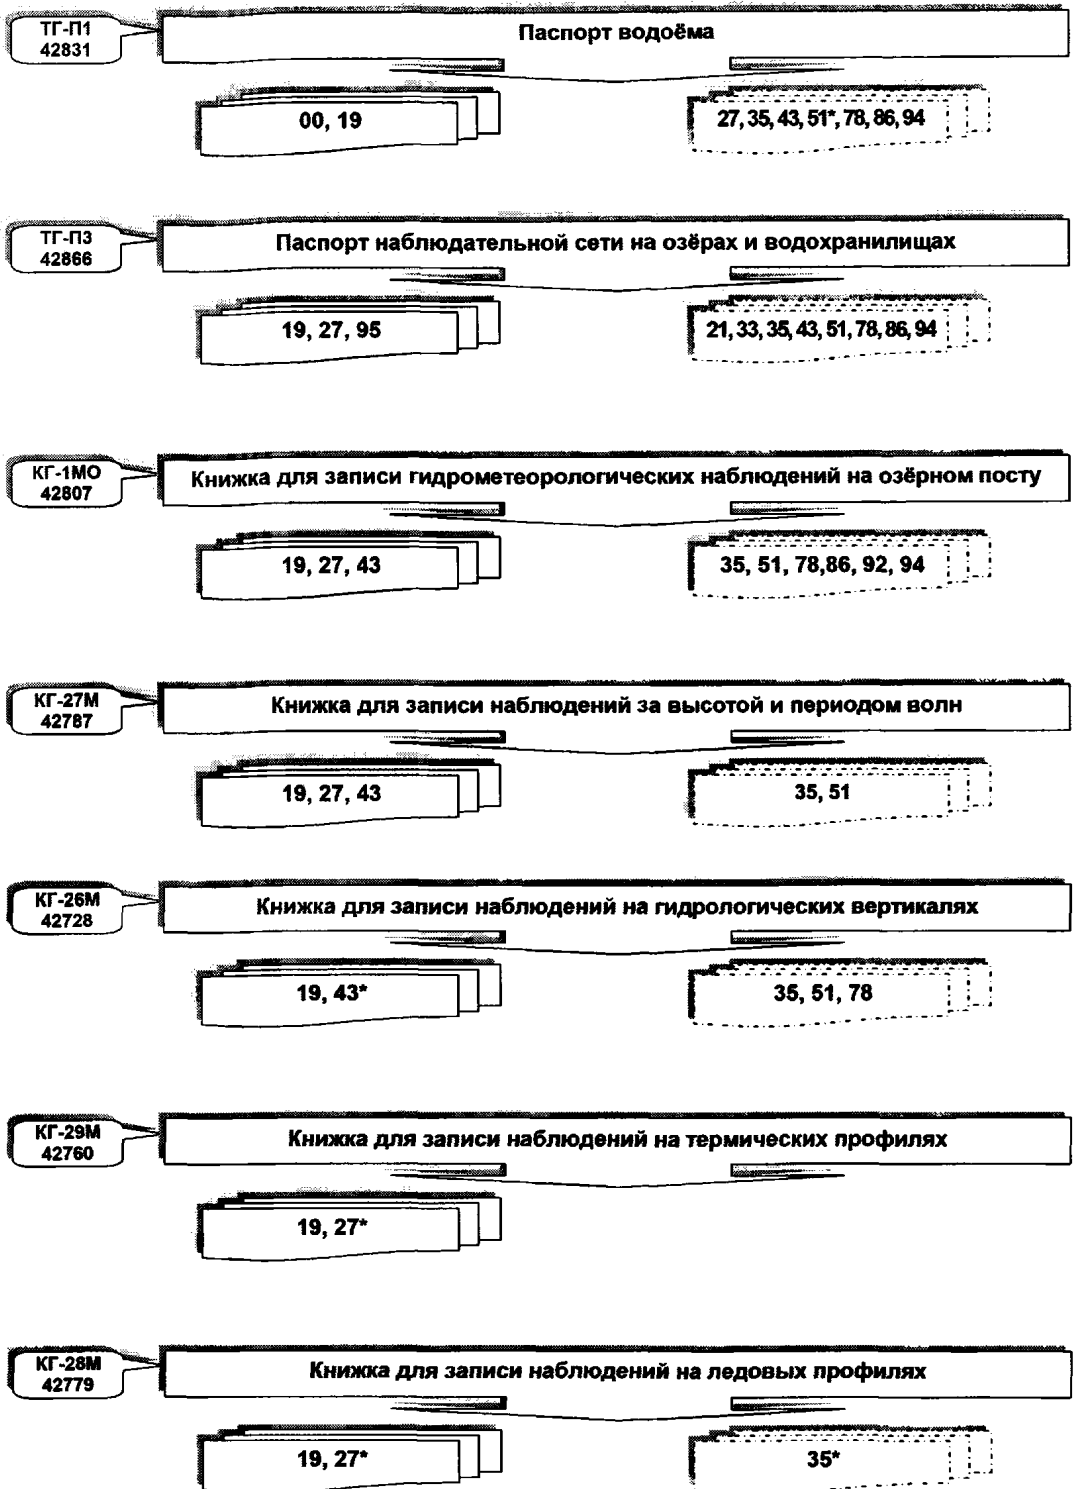 ТГ-П1
42831
Паспорт водоёма
00, 19
27, 35, 43, 51*, 78, 86, 94
ТГ-П3
42866
Паспорт наблюдательной сети на озёрах и водохранилищах
19, 27, 95
21, 33, 35, 43, 51, 78, 86, 94
КГ-1МО
42807
Книжка для записи гидрометеорологических наблюдений на озёрном посту
19, 27, 43
35, 51, 78,86, 92, 94
КГ-27М
42787
Книжка для записи наблюдений за высотой и периодом волн
19, 27, 43
35, 51
КГ-26М
42728
Книжка для записи наблюдений на гидрологических вертикалях
19, 43*
35, 51, 78
КГ-29М
42760
Книжка для записи наблюдений на термических профилях
19, 27*
КГ-28М
42779
Книжка для записи наблюдений на ледовых профилях
19, 27*
35*